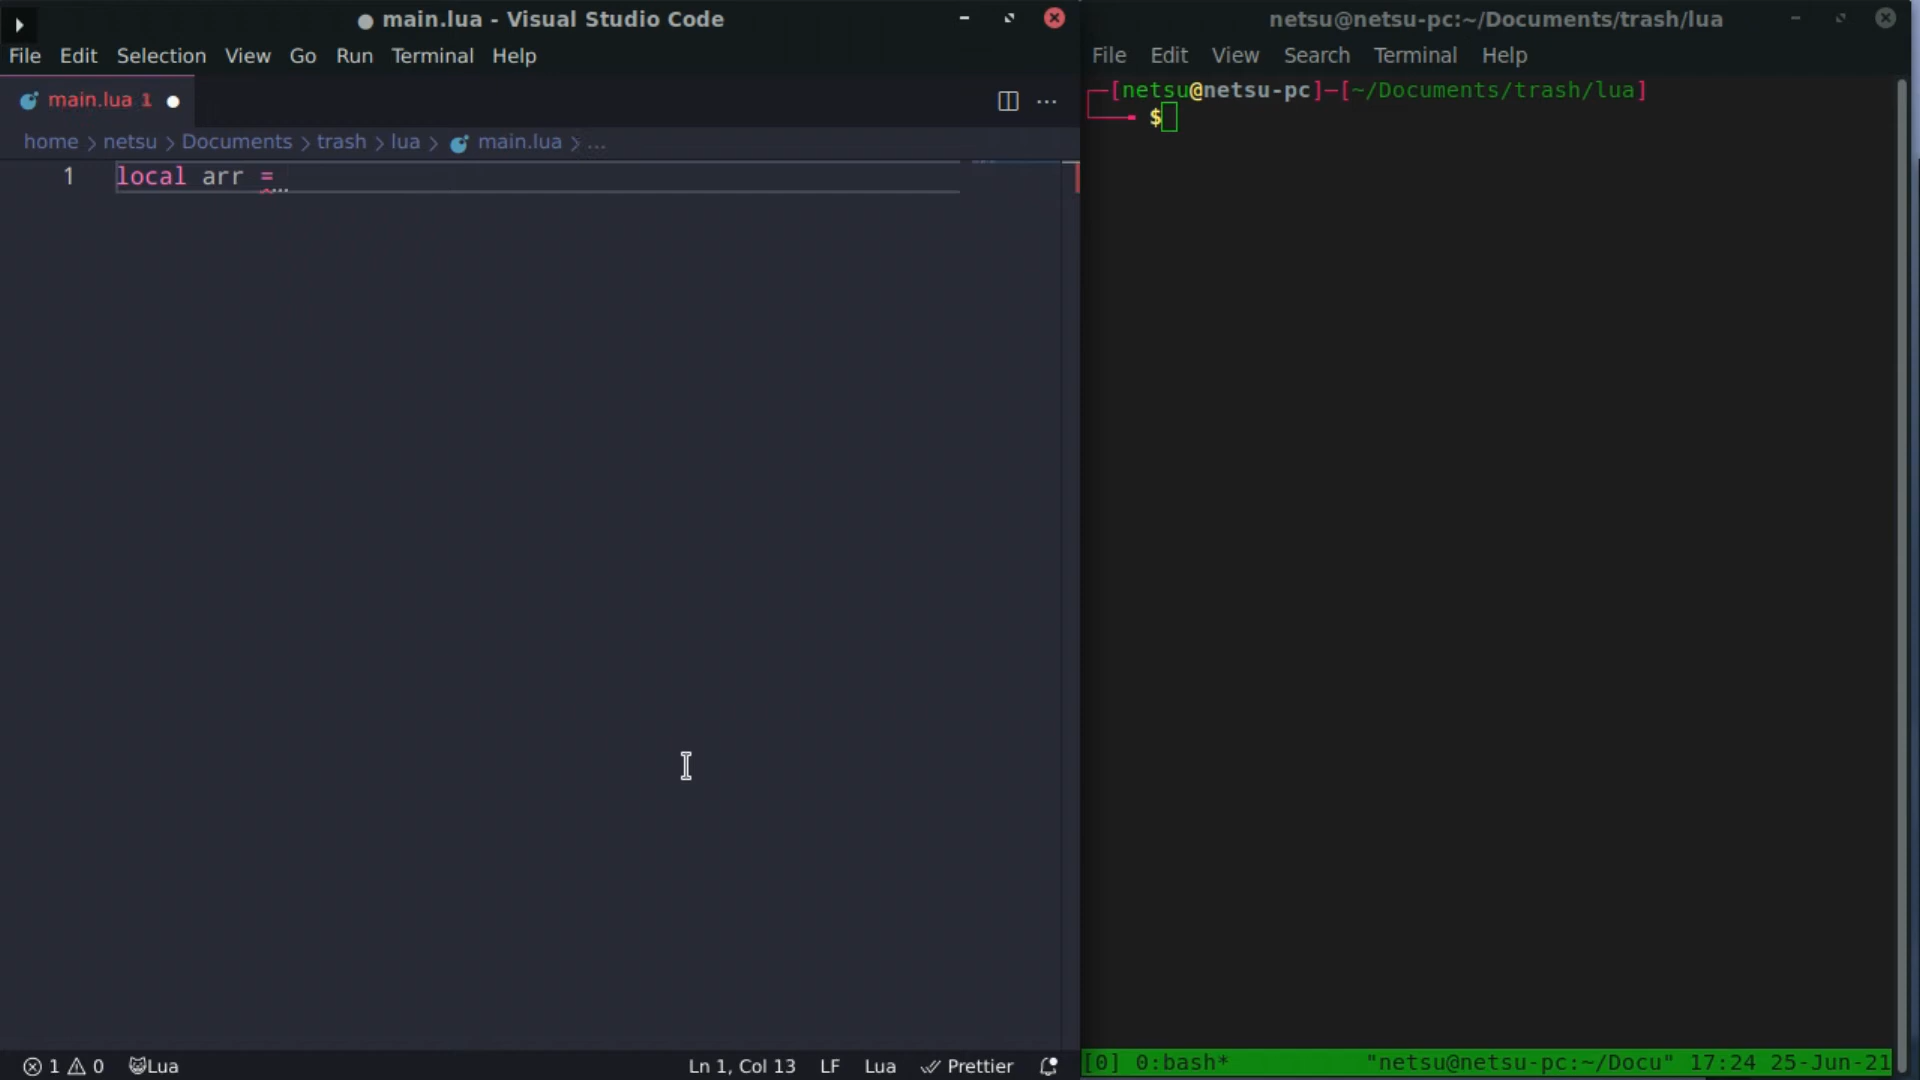 ● main.lua - Visual Studio Code
File Edit Selection View Go Run Terminal Help
main.lua 1 ●
home > netsu > Documents > trash > lua > main.lua > ...
1 local arr =
⊗ 1 ⚠ 0 Lua Ln 1, Col 13 LF Lua Prettier
netsu@netsu-pc:~/Documents/trash/lua
File Edit View Search Terminal Help
┌─[netsu@netsu-pc]─[~/Documents/trash/lua]
└──╼ $
[0] 0:bash* "netsu@netsu-pc:~/Docu" 17:24 25-Jun-21